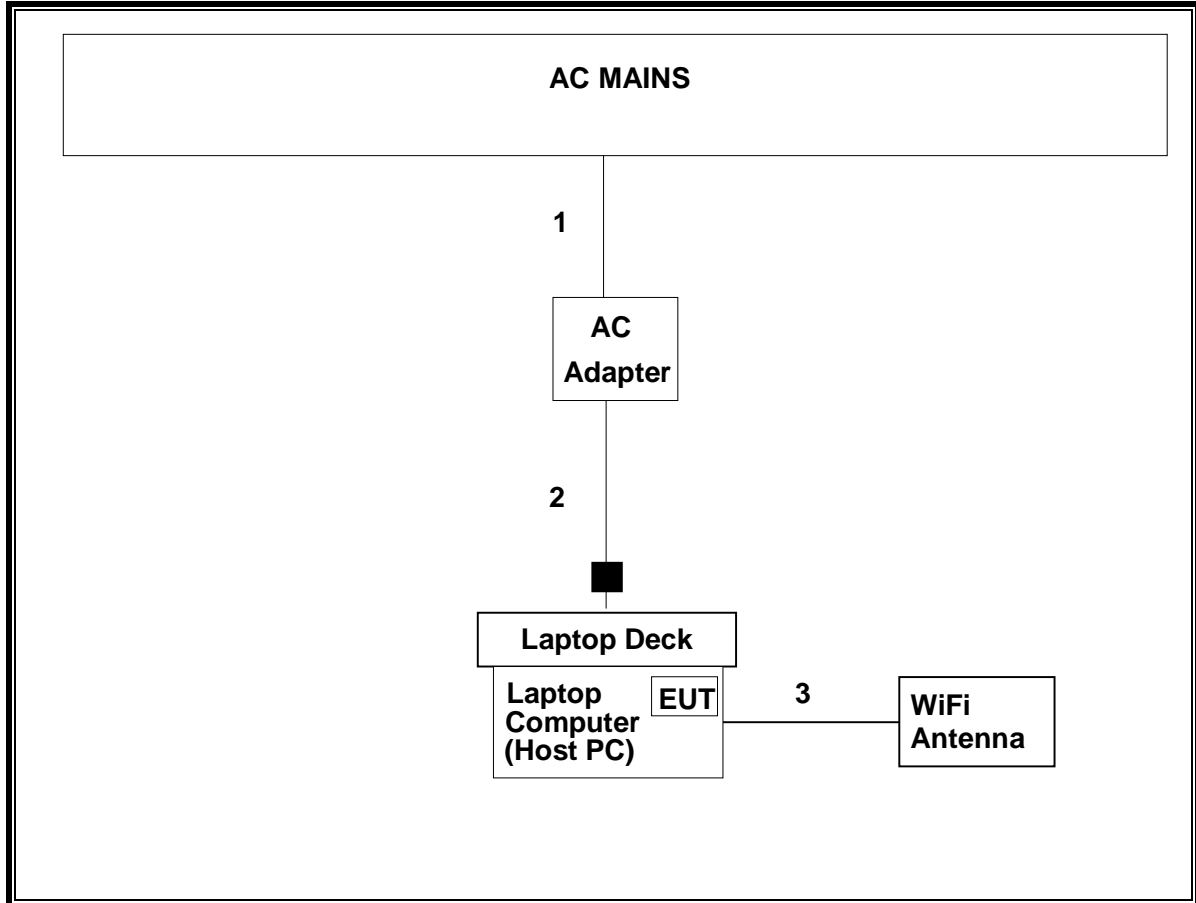 AC MAINS
1
AC
Adapter
2
Laptop Deck
Laptop
Computer
(Host PC)
EUT
3
WiFi
Antenna